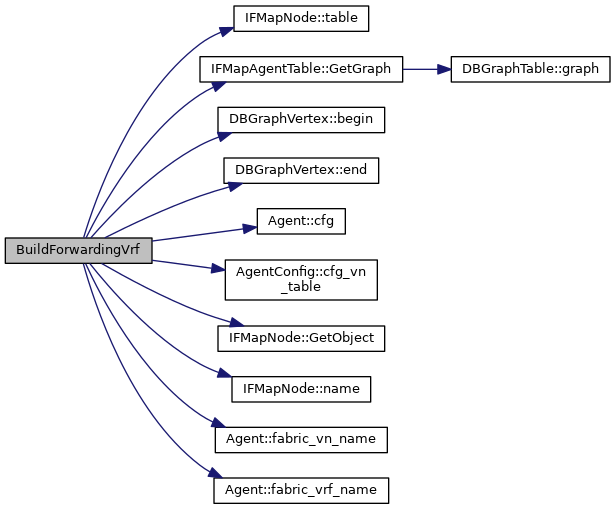 IFMapNode::table
IFMapAgentTable::GetGraph
DBGraphTable::graph
DBGraphVertex::begin
DBGraphVertex::end
Agent::cfg
BuildForwardingVrf
AgentConfig::cfg_vn
_table
IFMapNode::GetObject
IFMapNode::name
Agent::fabric_vn_name
Agent::fabric_vrf_name